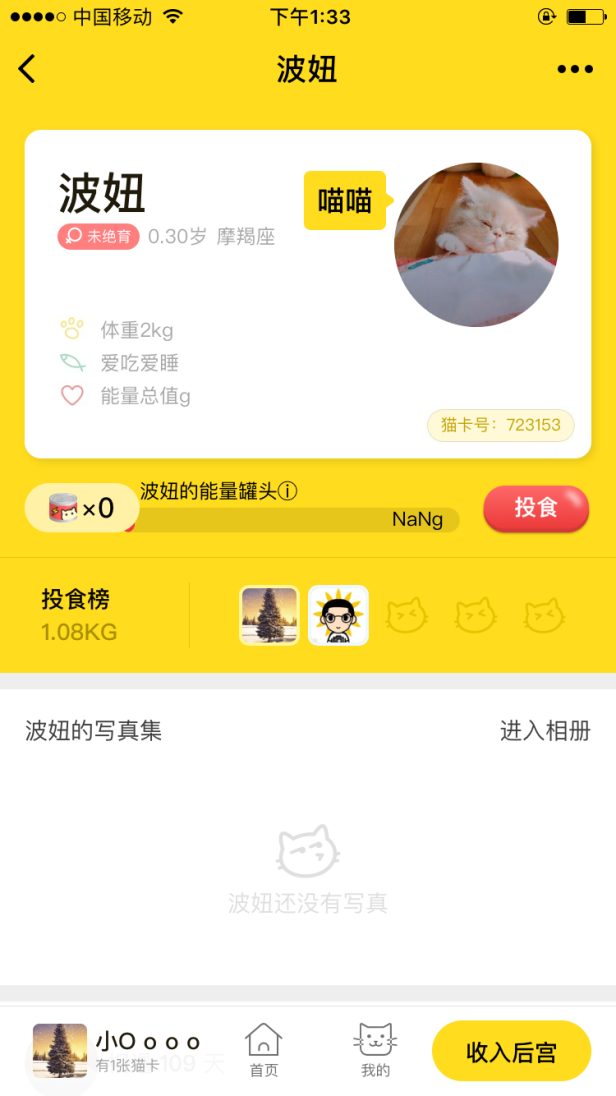 中国移动
下午1:33
波妞
波妞
喵喵
未绝育
0.30岁 摩羯座
体重2kg
爱吃爱睡
能量总值g
猫卡号：723153
波妞的能量罐头
×0
NaNg
投食
投食榜
1.08KG
波妞的写真集
进入相册
波妞还没有写真
小O o o o
有1张猫卡
109 天
首页
我的
收入后宫